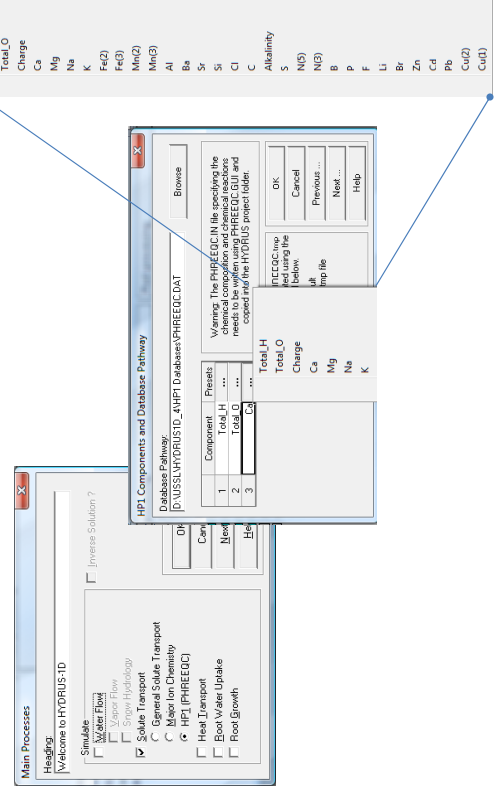 Main Processes
Heading:
Welcome to HYDRUS-1D
Simulate
Water Flow
Vapor Flow
Snow Hydrology
Solute Transport
General Solute Transport
Major Ion Chemistry
HP1 (PHREEQC)
Heat Transport
Root Water Uptake
Root Growth
Inverse Solution ?
OK
Next
HP1 Components and Database Pathway
Database Pathway:
D:\USSL\HYDRUS1D_4\HP1 Databases\PHREEQC.DAT
Browse
Component Presets
1 Total_H ...
2 Total_O ...
3 Ca ...
Warning: The PHREEQC.IN file specifying the
chemical composition and chemical reactions
needs to be written using PHREEQC.GUI and
copied into the HYDRUS project folder.
OK
Cancel
Previous ...
Next ...
Help
using the
below.
Total_H
Total_O
Charge
Ca
Mg
Na
K
Total_O
Charge
Ca
Mg
Na
K
Fe(2)
Fe(3)
Mn(2)
Mn(3)
Al
Ba
Sr
Si
Cl
C
Alkalinity
S
N(5)
N(3)
B
P
F
Li
Br
Zn
Cd
Pb
Cu(2)
Cu(1)